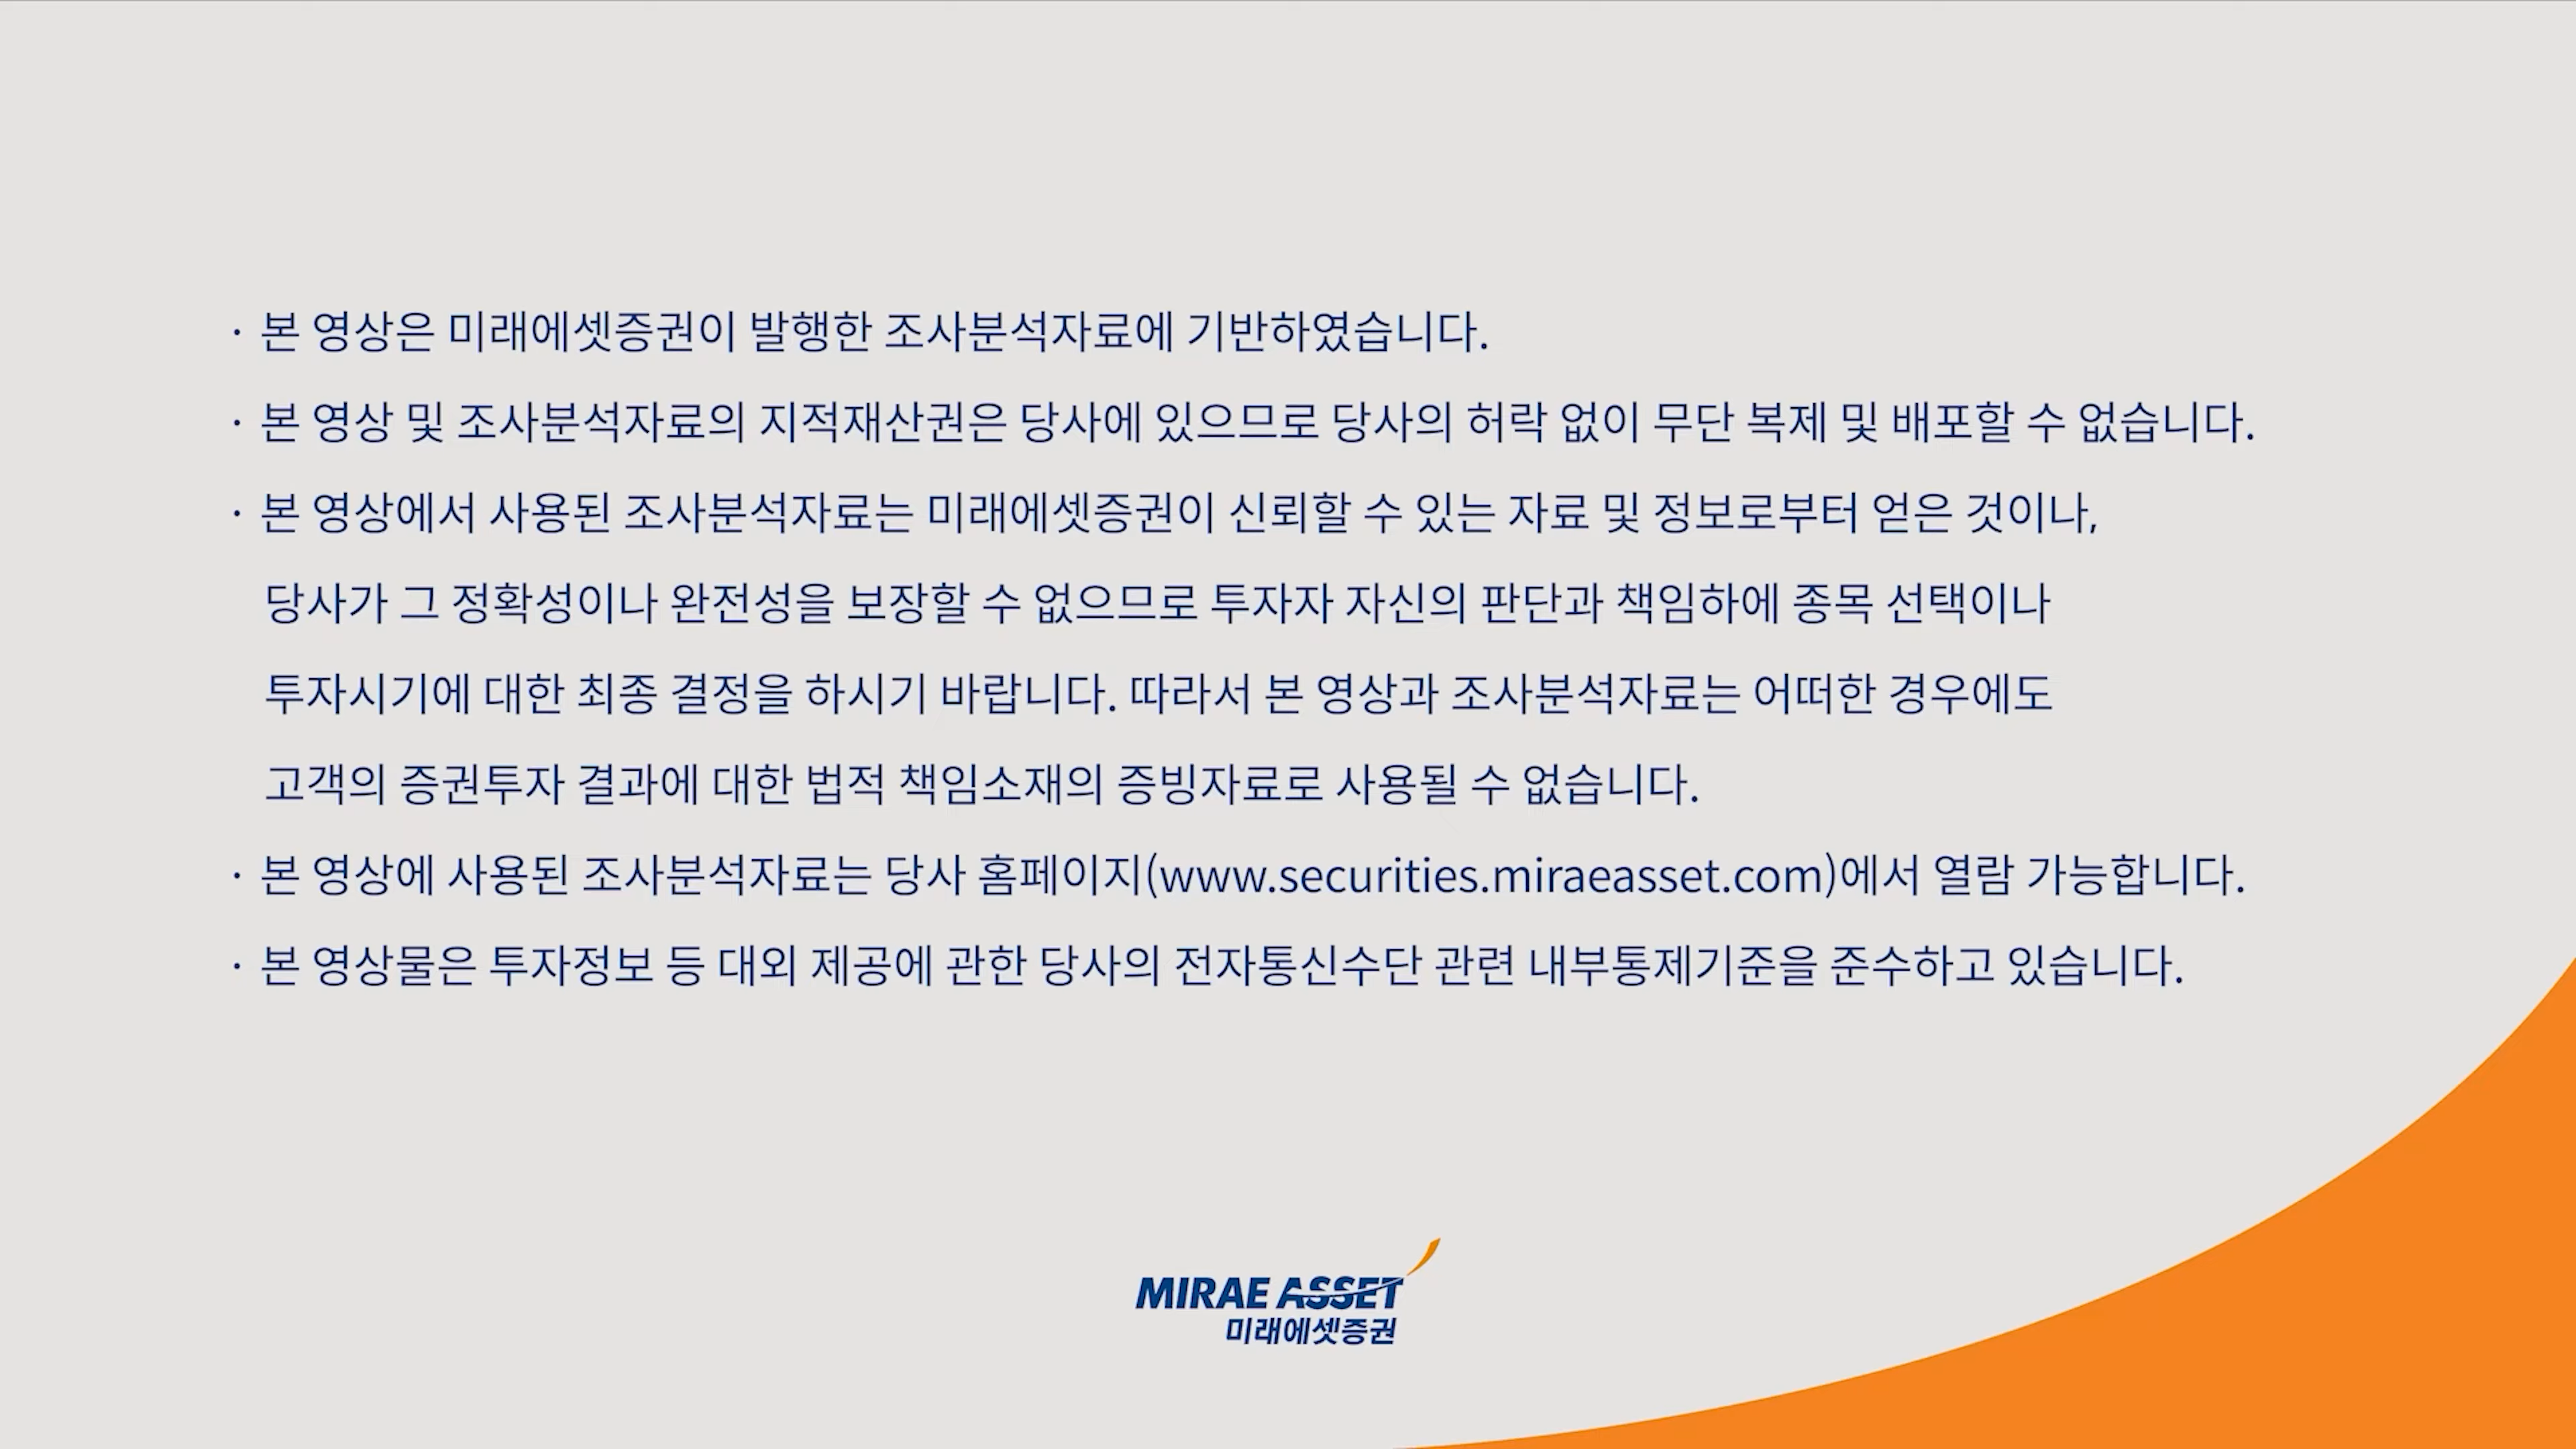 · 본 영상은 미래에셋증권이 발행한 조사분석자료에 기반하였습니다.
· 본 영상 및 조사분석자료의 지적재산권은 당사에 있으므로 당사의 허락 없이 무단 복제 및 배포할 수 없습니다.
· 본 영상에서 사용된 조사분석자료는 미래에셋증권이 신뢰할 수 있는 자료 및 정보로부터 얻은 것이나,
당사가 그 정확성이나 완전성을 보장할 수 없으므로 투자자 자신의 판단과 책임하에 종목 선택이나
투자시기에 대한 최종 결정을 하시기 바랍니다. 따라서 본 영상과 조사분석자료는 어떠한 경우에도
고객의 증권투자 결과에 대한 법적 책임소재의 증빙자료로 사용될 수 없습니다.
· 본 영상에 사용된 조사분석자료는 당사 홈페이지(www.securities.miraeasset.com)에서 열람 가능합니다.
· 본 영상물은 투자정보 등 대외 제공에 관한 당사의 전자통신수단 관련 내부통제기준을 준수하고 있습니다.
MIRAE ASSET
미래에셋증권